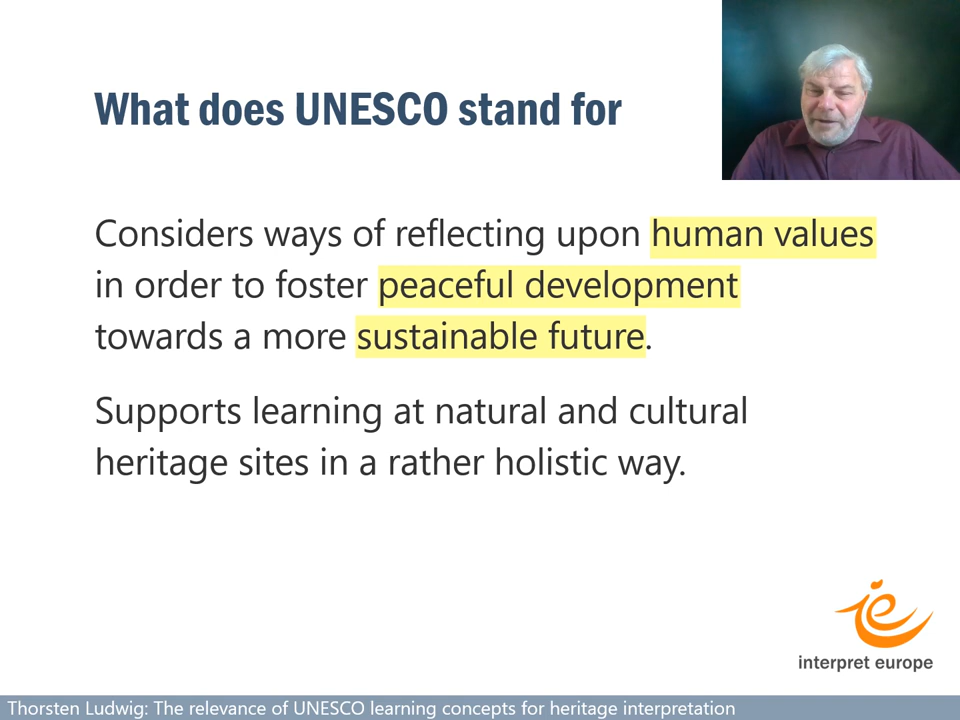 What does UNESCO stand for
Considers ways of reflecting upon human values
in order to foster peaceful development
towards a more sustainable future.
Supports learning at natural and cultural
heritage sites in a rather holistic way.
interpret europe
Thorsten Ludwig: The relevance of UNESCO learning concepts for heritage interpretation